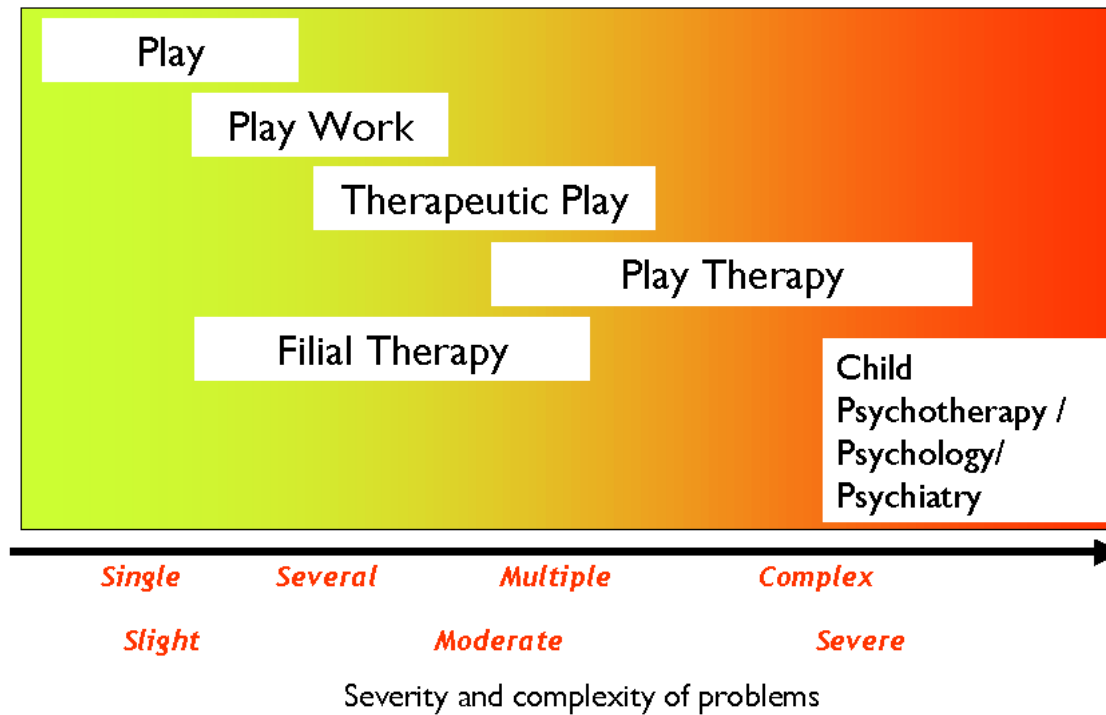 Play
Play Work
Therapeutic Play
Play Therapy
Filial Therapy
Child
Psychotherapy /
Psychology/
Psychiatry
Single Several Multiple Complex
Slight Moderate Severe
Severity and complexity of problems